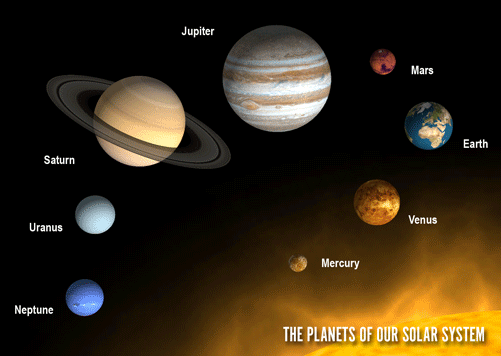 Jupiter
Mars
Earth
Saturn
Venus
Uranus
Mercury
Neptune
THE PLANETS OF OUR SOLAR SYSTEM